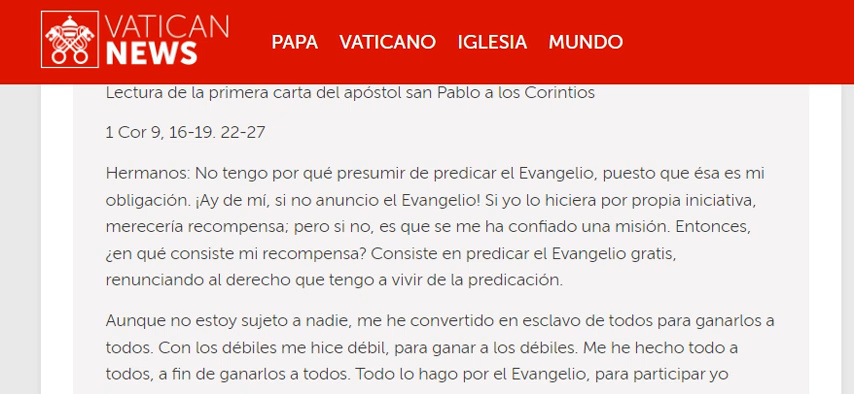 VATICAN
NEWS
PAPA VATICANO IGLESIA MUNDO
Lectura de la primera carta del apóstol san Pablo a los Corintios
1 Cor 9, 16-19. 22-27
Hermanos: No tengo por qué presumir de predicar el Evangelio, puesto que ésa es mi
obligación. ¡Ay de mí, si no anuncio el Evangelio! Si yo lo hiciera por propia iniciativa,
merecería recompensa; pero si no, es que se me ha confiado una misión. Entonces,
¿en qué consiste mi recompensa? Consiste en predicar el Evangelio gratis,
renunciando al derecho que tengo a vivir de la predicación.
Aunque no estoy sujeto a nadie, me he convertido en esclavo de todos para ganarlos a
todos. Con los débiles me hice débil, para ganar a los débiles. Me he hecho todo a
todos, a fin de ganarlos a todos. Todo lo hago por el Evangelio, para participar yo